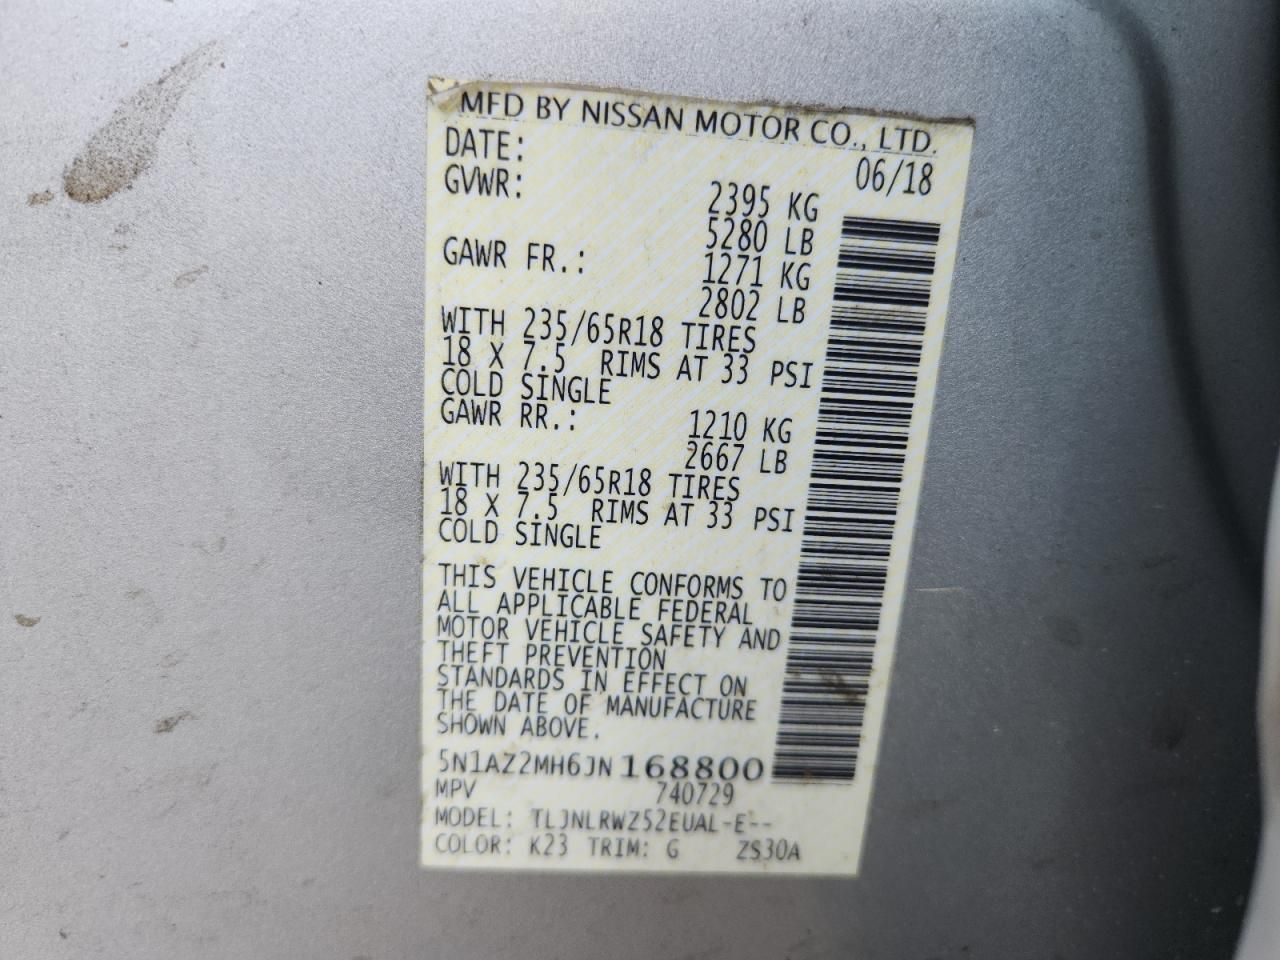 MFD BY NISSAN MOTOR CO., LTD.
DATE: 06/18
GVWR: 2395 KG
5280 LB
GAWR FR.: 1271 KG
2802 LB
WITH 235/65R18 TIRES
18 X 7.5 RIMS AT 33 PSI
COLD SINGLE
GAWR RR.: 1210 KG
2667 LB
WITH 235/65R18 TIRES
18 X 7.5 RIMS AT 33 PSI
COLD SINGLE
THIS VEHICLE CONFORMS TO
ALL APPLICABLE FEDERAL
MOTOR VEHICLE SAFETY AND
THEFT PREVENTION
STANDARDS IN EFFECT ON
THE DATE OF MANUFACTURE
SHOWN ABOVE.
5N1AZ2MH6JN168800
MPV 740729
MODEL: TLJNLRWZ52EUAL-E--
COLOR: K23 TRIM: G ZS30A